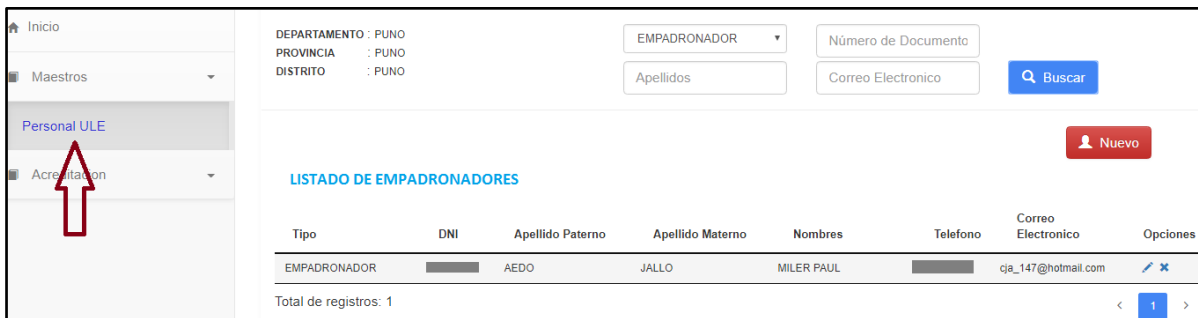 Inicio
Maestros
Personal ULE
Acreditacion
DEPARTAMENTO : PUNO
PROVINCIA : PUNO
DISTRITO : PUNO
EMPADRONADOR
Número de Documento
Apellidos
Correo Electronico
Buscar
Nuevo
LISTADO DE EMPADRONADORES
Tipo DNI Apellido Paterno Apellido Materno Nombres Telefono Correo Electronico Opciones
EMPADRONADOR AEDO JALLO MILER PAUL cja_147@hotmail.com
Total de registros: 1
< 1 >